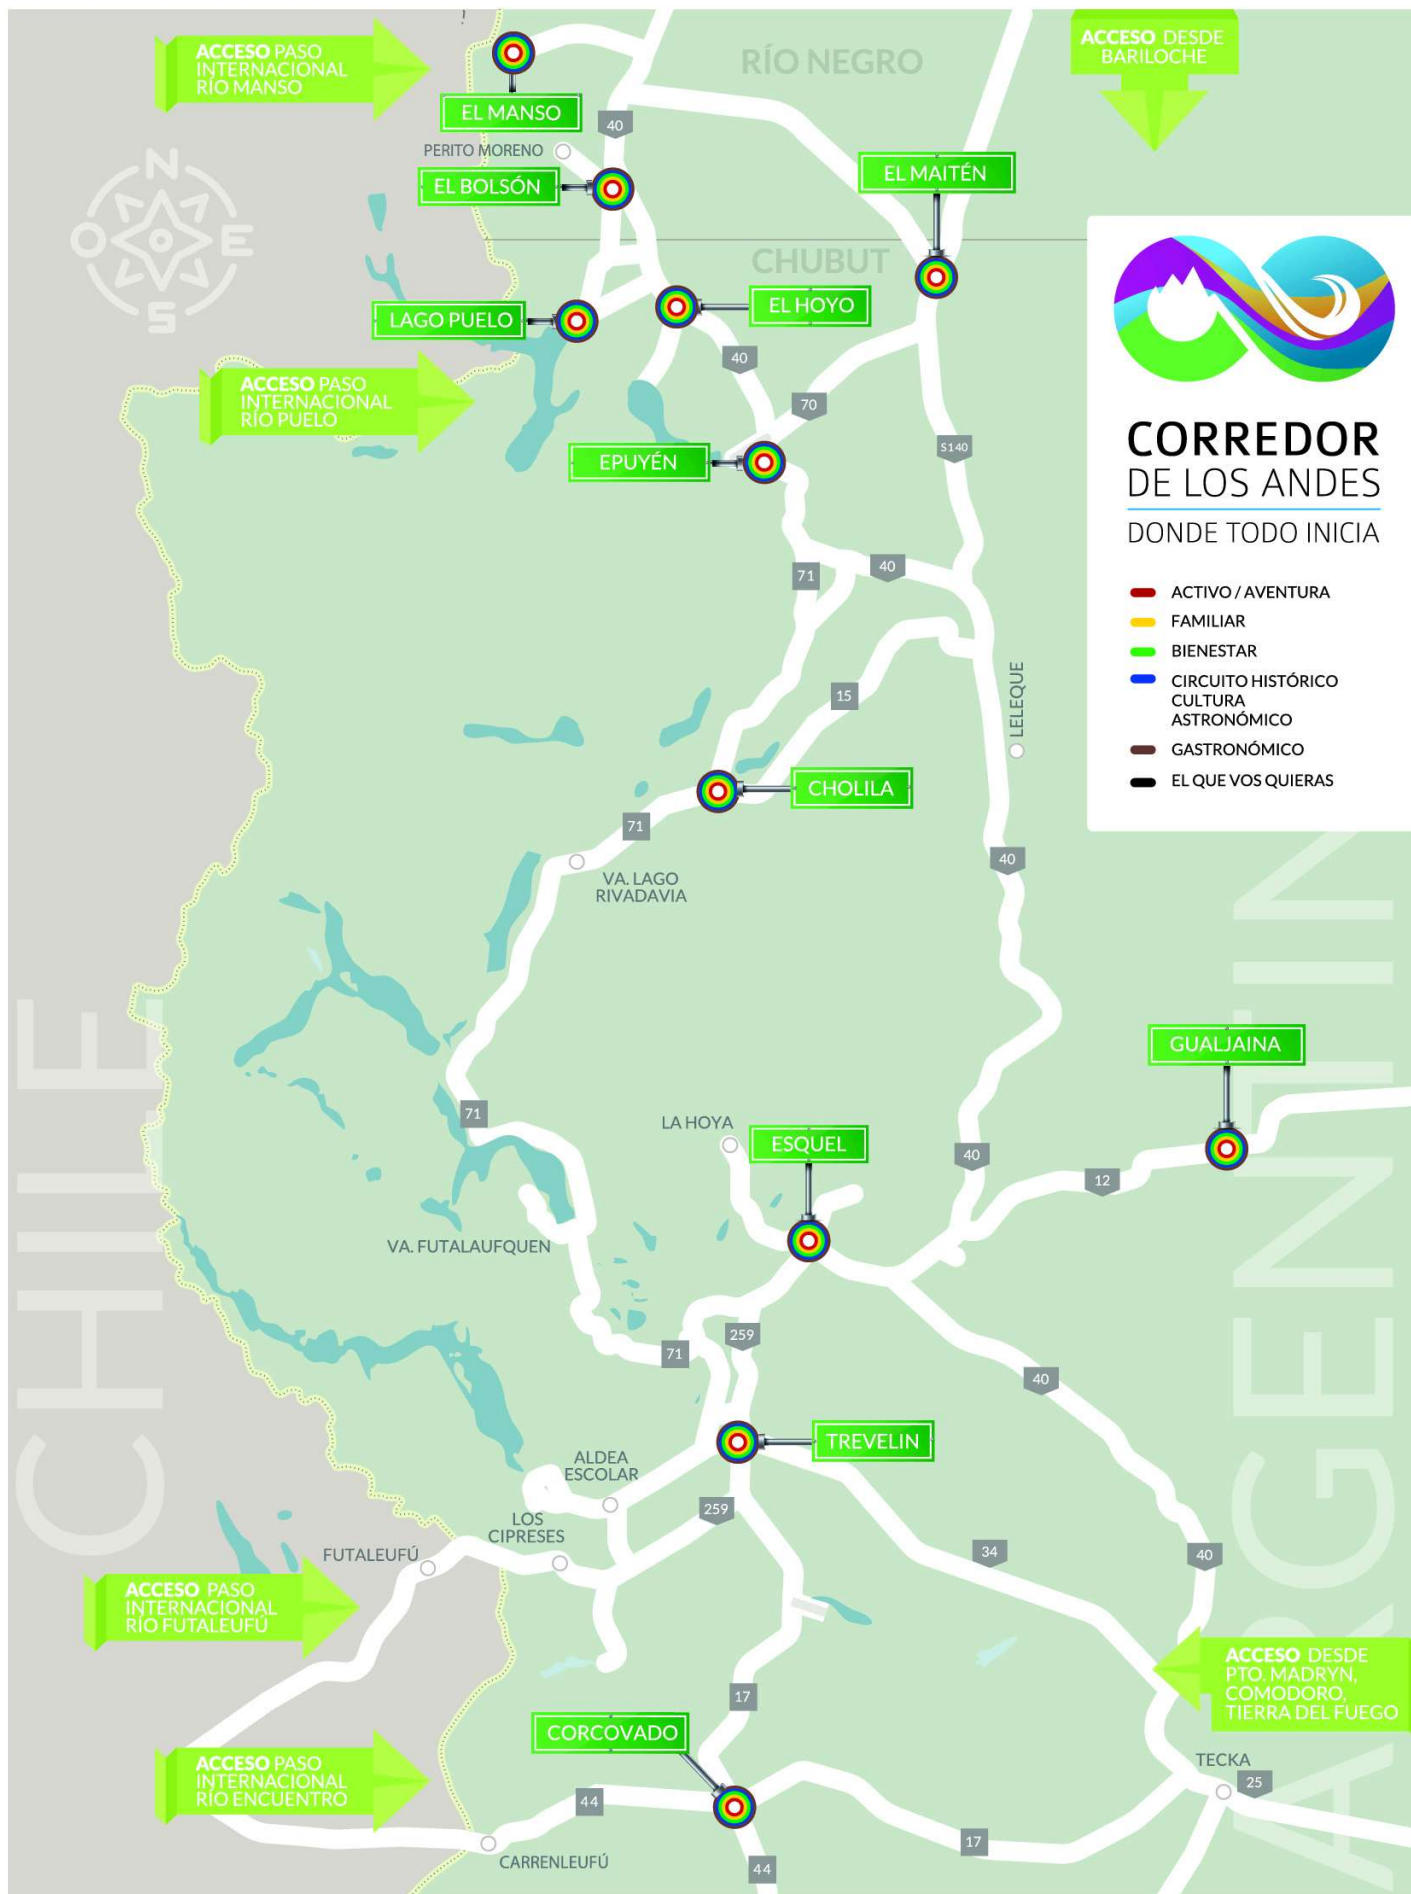 ACCESO PASO
INTERNACIONAL
RÍO MANSO
RÍO NEGRO
ACCESO DESDE
BARILOCHE
EL MANSO
40
PERITO MORENO
EL BOLSÓN
EL MAITÉN
N
O
E
S
CHUBUT
LAGO PUELO
EL HOYO
40
ACCESO PASO
INTERNACIONAL
RÍO PUELO
70
EPUYÉN
S140
CORREDOR
DE LOS ANDES
DONDE TODO INICIA
71
40
ACTIVO / AVENTURA
FAMILIAR
BIENESTAR
CIRCUITO HISTÓRICO
CULTURA
ASTRONÓMICO
GASTRONÓMICO
EL QUE VOS QUIERAS
15
LELEQUE
CHOLILA
71
VA. LAGO
RIVADAVIA
40
CHILE
ARGENTIN
GUALJAINA
71
LA HOYA
ESQUEL
40
12
VA. FUTALAUFQUEN
259
71
40
TREVELIN
ALDEA
ESCOLAR
259
LOS
CIPRESES
FUTALEUFÚ
34
40
ACCESO PASO
INTERNACIONAL
RÍO FUTALEUFÚ
ACCESO DESDE
PTO. MADRYN,
COMODORO,
TIERRA DEL FUEGO
17
CORCOVADO
ACCESO PASO
INTERNACIONAL
RÍO ENCUENTRO
TECKA
25
44
17
CARRENLEUFÚ
44